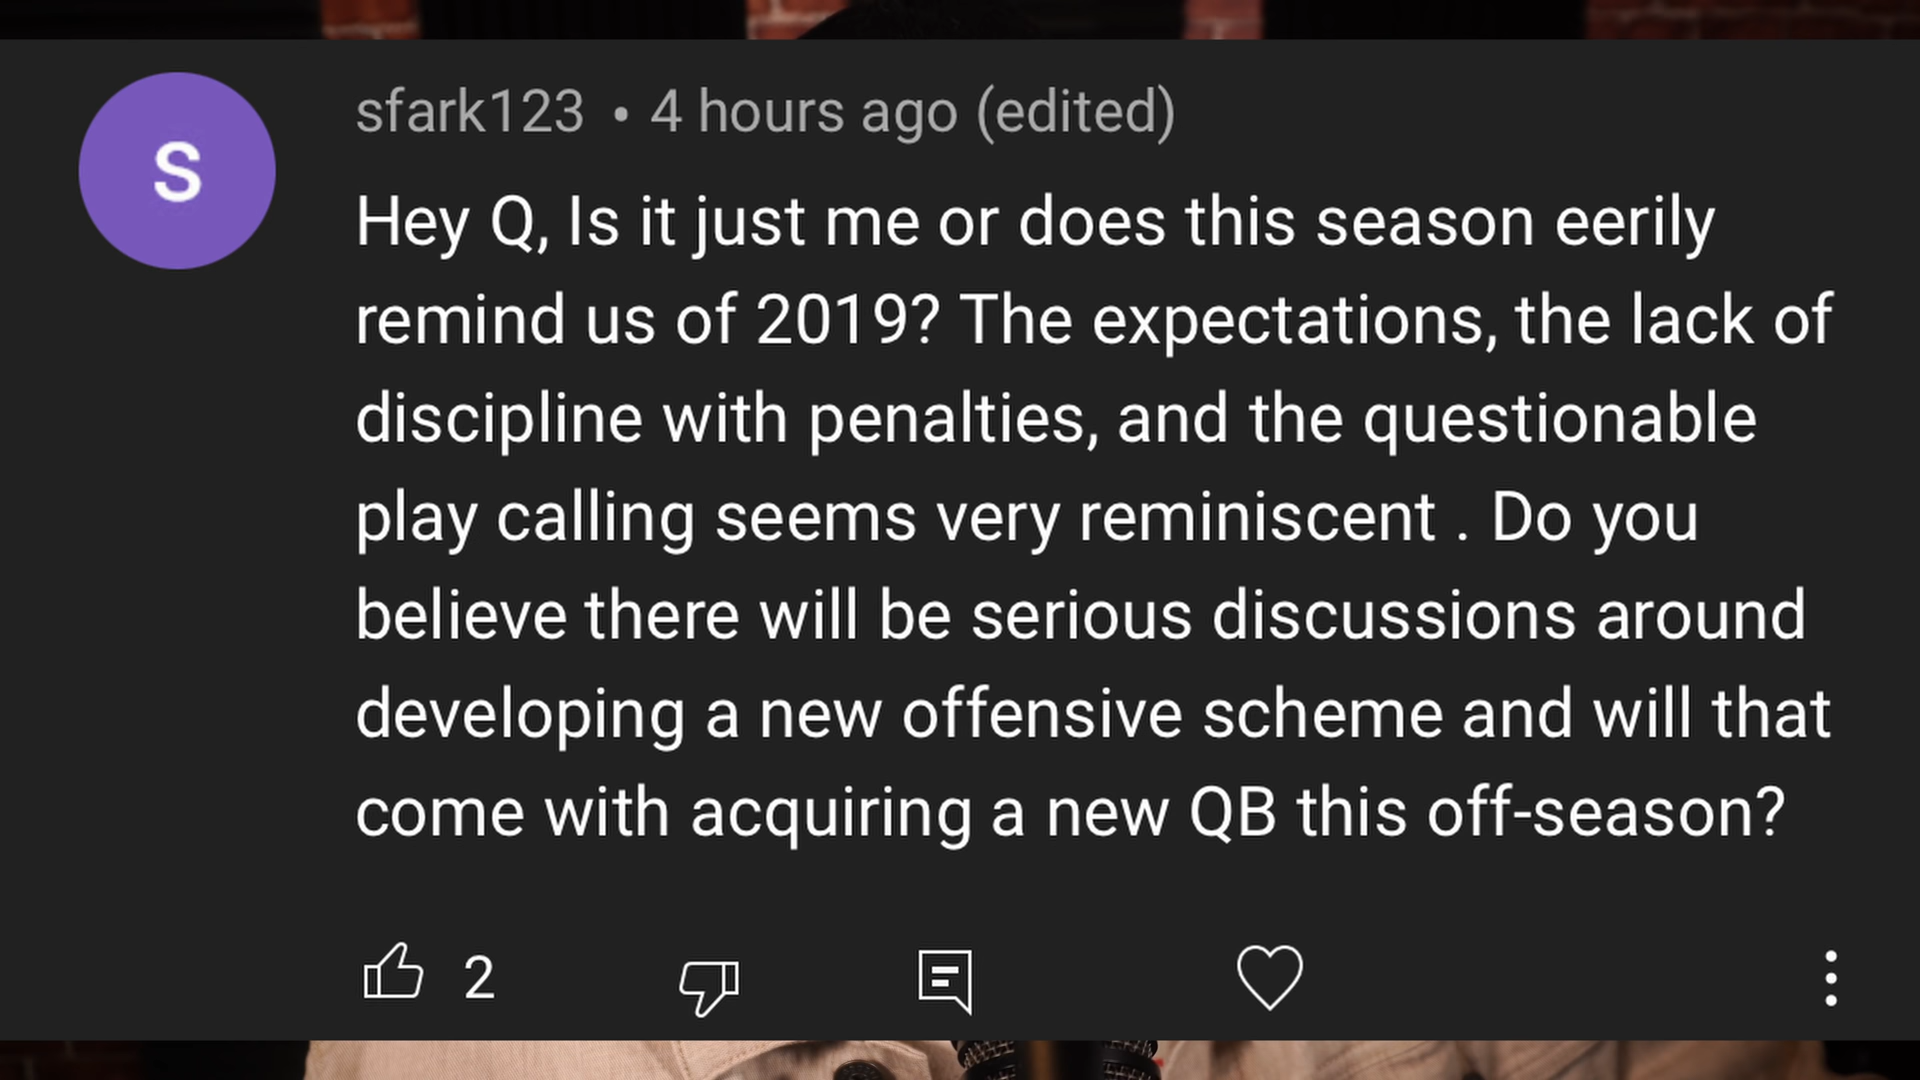 S
sfark123 • 4 hours ago (edited)
Hey Q, Is it just me or does this season eerily
remind us of 2019? The expectations, the lack of
discipline with penalties, and the questionable
play calling seems very reminiscent . Do you
believe there will be serious discussions around
developing a new offensive scheme and will that
come with acquiring a new QB this off-season?
2